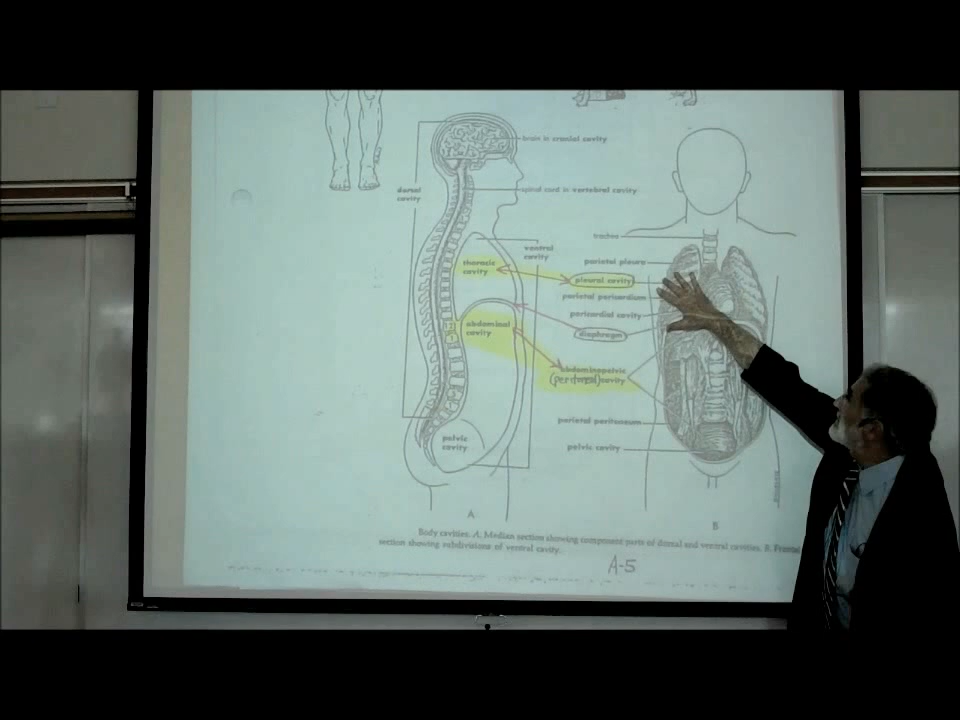 brain in cranial cavity
dorsal
cavity
spinal cord in vertebral cavity
ventral
cavity
thoracic
cavity
abdominal
cavity
pelvic
cavity
A
trachea
parietal pleura
pleural cavity
parietal pericardium
pericardial cavity
diaphragm
abdominopelvic
(peritoneal) cavity
parietal peritoneum
pelvic cavity
B
Body cavities. A, Median section showing component parts of dorsal and ventral cavities. B, Frontal
section showing subdivisions of ventral cavity.
A-5